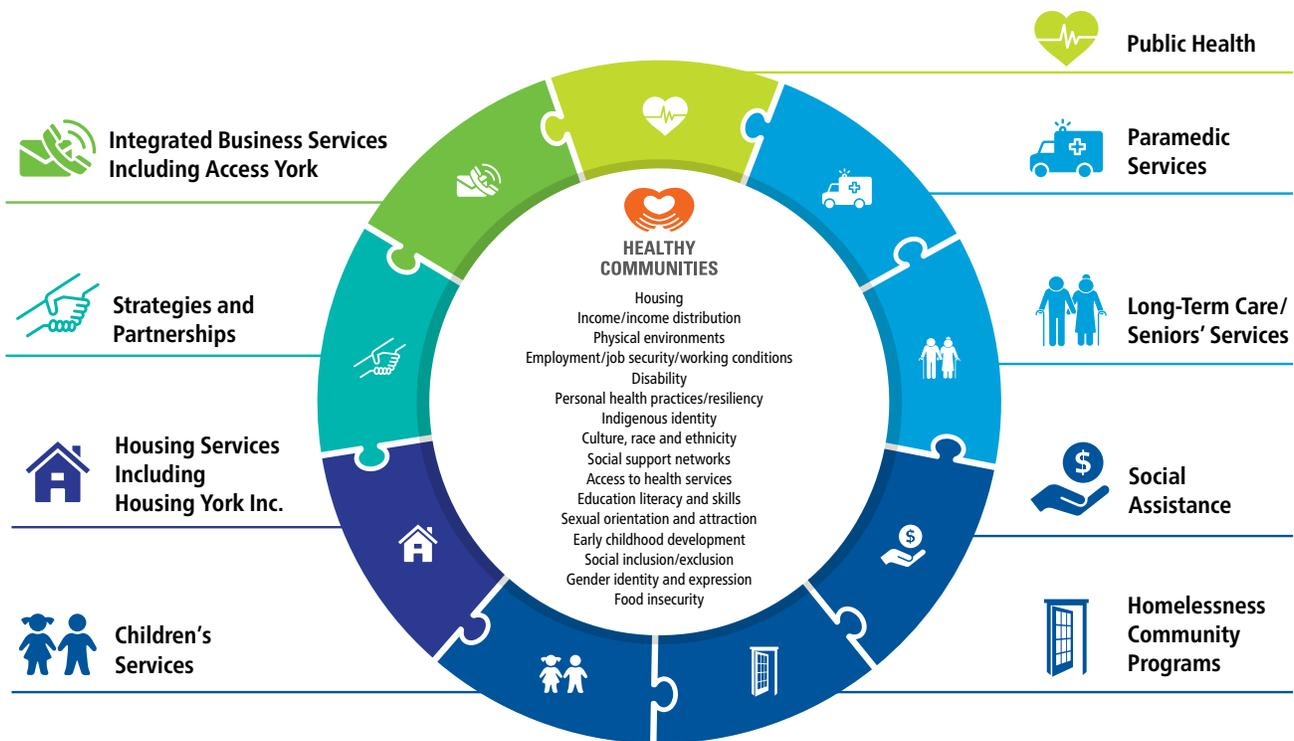 Public Health
Integrated Business Services
Including Access York
Paramedic
Services
Strategies and
Partnerships
Long-Term Care/
Seniors’ Services
Housing Services
Including
Housing York Inc.
$
Social
Assistance
Children’s
Services
Homelessness
Community
Programs
HEALTHY
COMMUNITIES
Housing
Income/income distribution
Physical environments
Employment/job security/working conditions
Disability
Personal health practices/resiliency
Indigenous identity
Culture, race and ethnicity
Social support networks
Access to health services
Education literacy and skills
Sexual orientation and attraction
Early childhood development
Social inclusion/exclusion
Gender identity and expression
Food insecurity
$